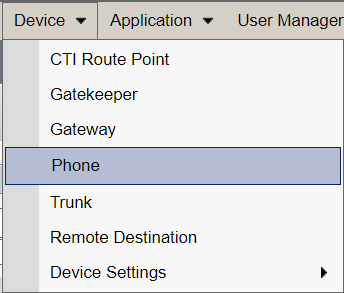 Device Application User Manager
CTI Route Point
Gatekeeper
Gateway
Phone
Trunk
Remote Destination
Device Settings